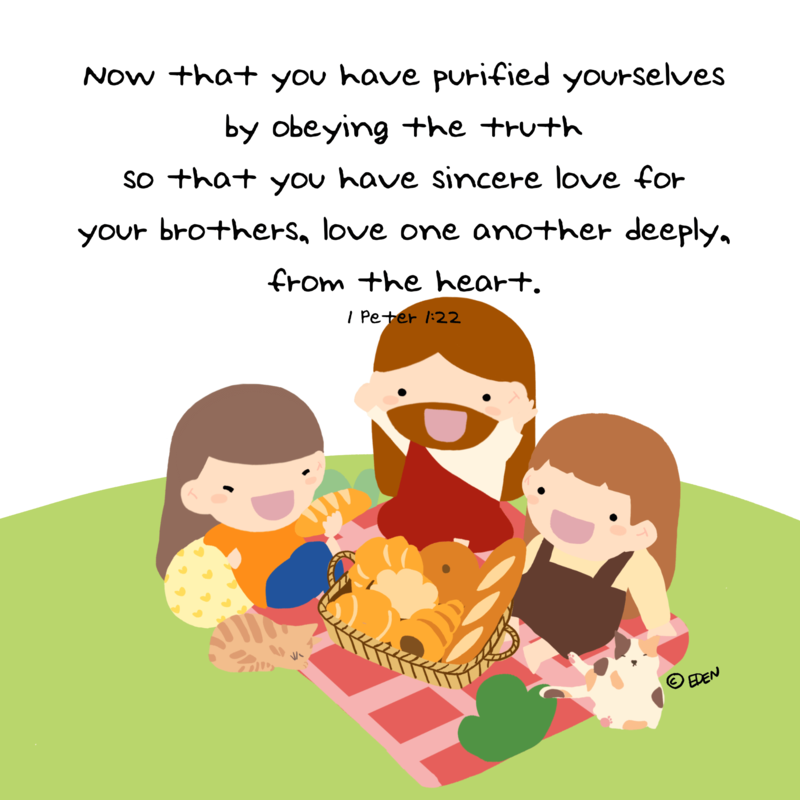 Now that you have purified yourselves
by obeying the truth
so that you have sincere love for
your brothers, love one another deeply,
from the heart.
1 Peter 1:22
© EDEN